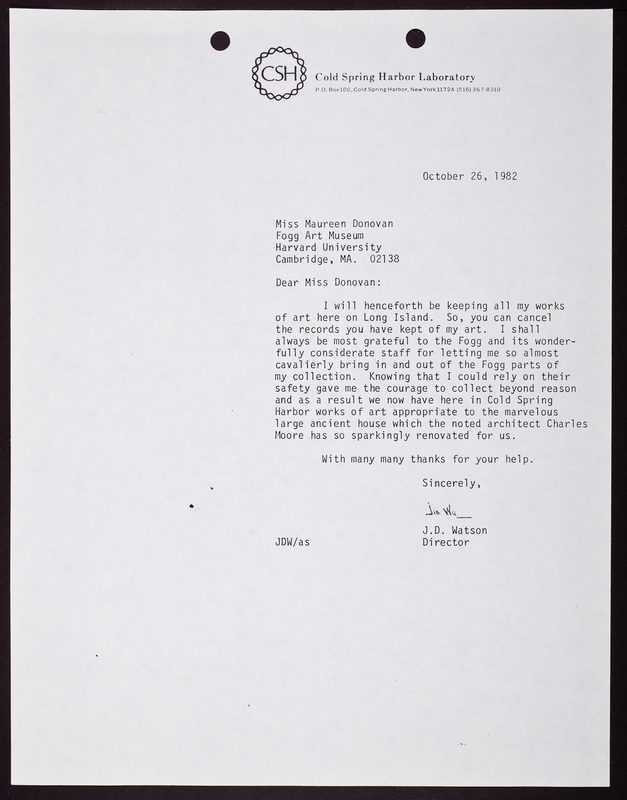 CSH
Cold Spring Harbor Laboratory
P.O. Box 100, Cold Spring Harbor, New York 11724 (516) 367-8310
October 26, 1982
Miss Maureen Donovan
Fogg Art Museum
Harvard University
Cambridge, MA. 02138
Dear Miss Donovan:
I will henceforth be keeping all my works
of art here on Long Island. So, you can cancel
the records you have kept of my art. I shall
always be most grateful to the Fogg and its wonder-
fully considerate staff for letting me so almost
cavalierly bring in and out of the Fogg parts of
my collection. Knowing that I could rely on their
safety gave me the courage to collect beyond reason
and as a result we now have here in Cold Spring
Harbor works of art appropriate to the marvelous
large ancient house which the noted architect Charles
Moore has so sparkingly renovated for us.
With many many thanks for your help.
Sincerely,
J.D. Watson
JDW/as Director